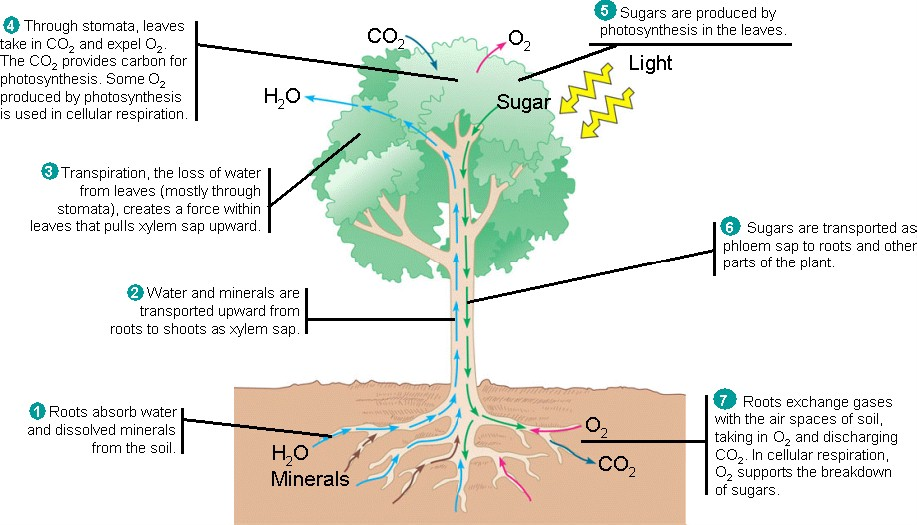 4 Through stomata, leaves
take in CO₂ and expel O₂.
The CO₂ provides carbon for
photosynthesis. Some O₂
produced by photosynthesis
is used in cellular respiration.
CO₂
O₂
5 Sugars are produced by
photosynthesis in the leaves.
Light
H₂O
Sugar
3 Transpiration, the loss of water
from leaves (mostly through
stomata), creates a force within
leaves that pulls xylem sap upward.
6 Sugars are transported as
phloem sap to roots and other
parts of the plant.
2 Water and minerals are
transported upward from
roots to shoots as xylem sap.
1 Roots absorb water
and dissolved minerals
from the soil.
H₂O
Minerals
O₂
CO₂
7 Roots exchange gases
with the air spaces of soil,
taking in O₂ and discharging
CO₂. In cellular respiration,
O₂ supports the breakdown
of sugars.